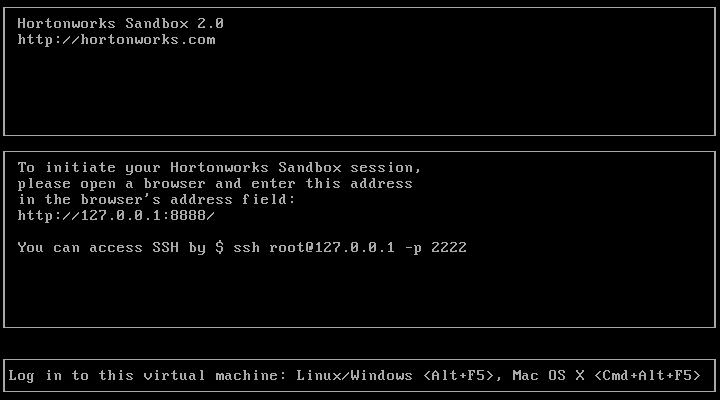 Hortonworks Sandbox 2.0
http://hortonworks.com
To initiate your Hortonworks Sandbox session,
please open a browser and enter this address
in the browser's address field:
http://127.0.0.1:8888/
You can access SSH by $ ssh root@127.0.0.1 -p 2222
Log in to this virtual machine: Linux/Windows <Alt+F5>, Mac OS X <Cmd+Alt+F5>